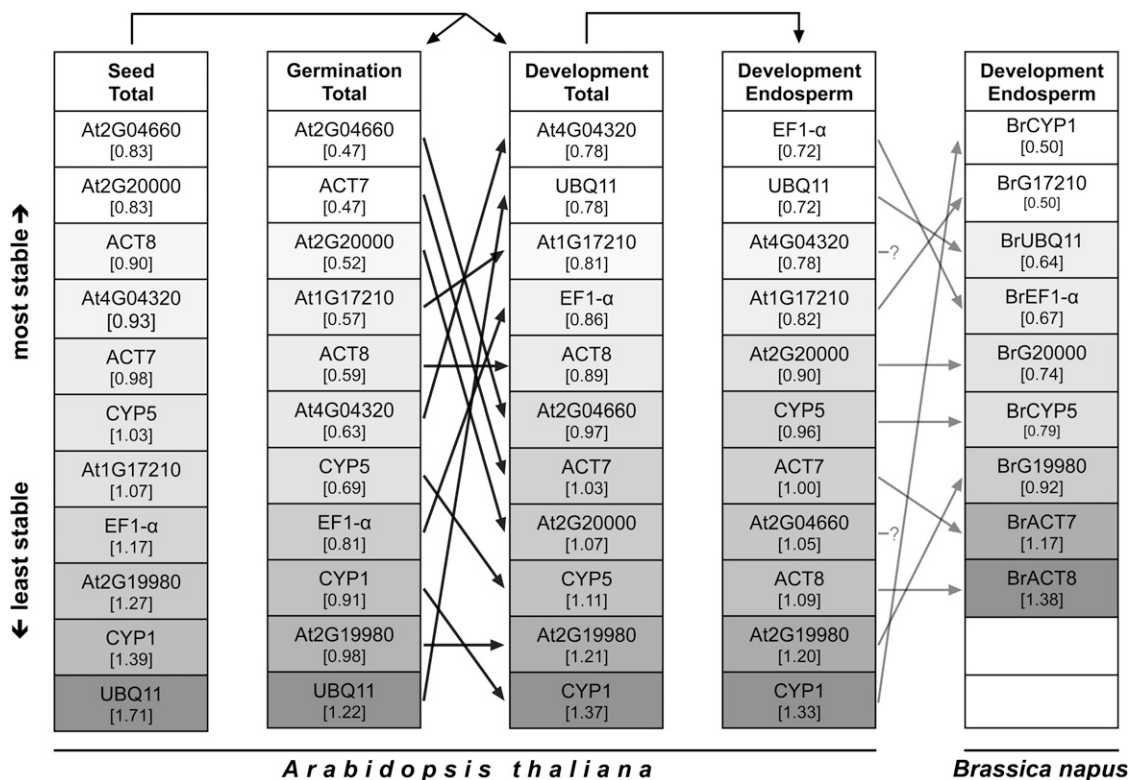 Seed
Total
At2G04660
[0.83]
At2G20000
[0.83]
ACT8
[0.90]
At4G04320
[0.93]
ACT7
[0.98]
CYP5
[1.03]
At1G17210
[1.07]
EF1-α
[1.17]
At2G19980
[1.27]
CYP1
[1.39]
UBQ11
[1.71]
Germination
Total
At2G04660
[0.47]
ACT7
[0.47]
At2G20000
[0.52]
At1G17210
[0.57]
ACT8
[0.59]
At4G04320
[0.63]
CYP5
[0.69]
EF1-α
[0.81]
CYP1
[0.91]
At2G19980
[0.98]
UBQ11
[1.22]
Development
Total
At4G04320
[0.78]
UBQ11
[0.78]
At1G17210
[0.81]
EF1-α
[0.86]
ACT8
[0.89]
At2G04660
[0.97]
ACT7
[1.03]
At2G20000
[1.07]
CYP5
[1.11]
At2G19980
[1.21]
CYP1
[1.37]
Development
Endosperm
EF1-α
[0.72]
UBQ11
[0.72]
At4G04320
[0.78]
At1G17210
[0.82]
At2G20000
[0.90]
CYP5
[0.96]
ACT7
[1.00]
At2G04660
[1.05]
ACT8
[1.09]
At2G19980
[1.20]
CYP1
[1.33]
–?
–?
Development
Endosperm
BrCYP1
[0.50]
BrG17210
[0.50]
BrUBQ11
[0.64]
BrEF1-α
[0.67]
BrG20000
[0.74]
BrCYP5
[0.79]
BrG19980
[0.92]
BrACT7
[1.17]
BrACT8
[1.38]
most stable →
← least stable
Arabidopsis thaliana
Brassica napus